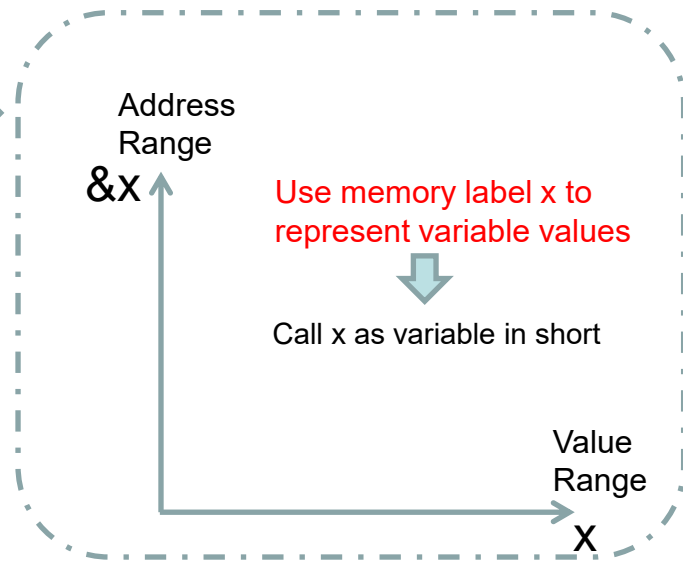 Address
Range
&x
Use memory label x to
represent variable values
Call x as variable in short
Value
Range
x